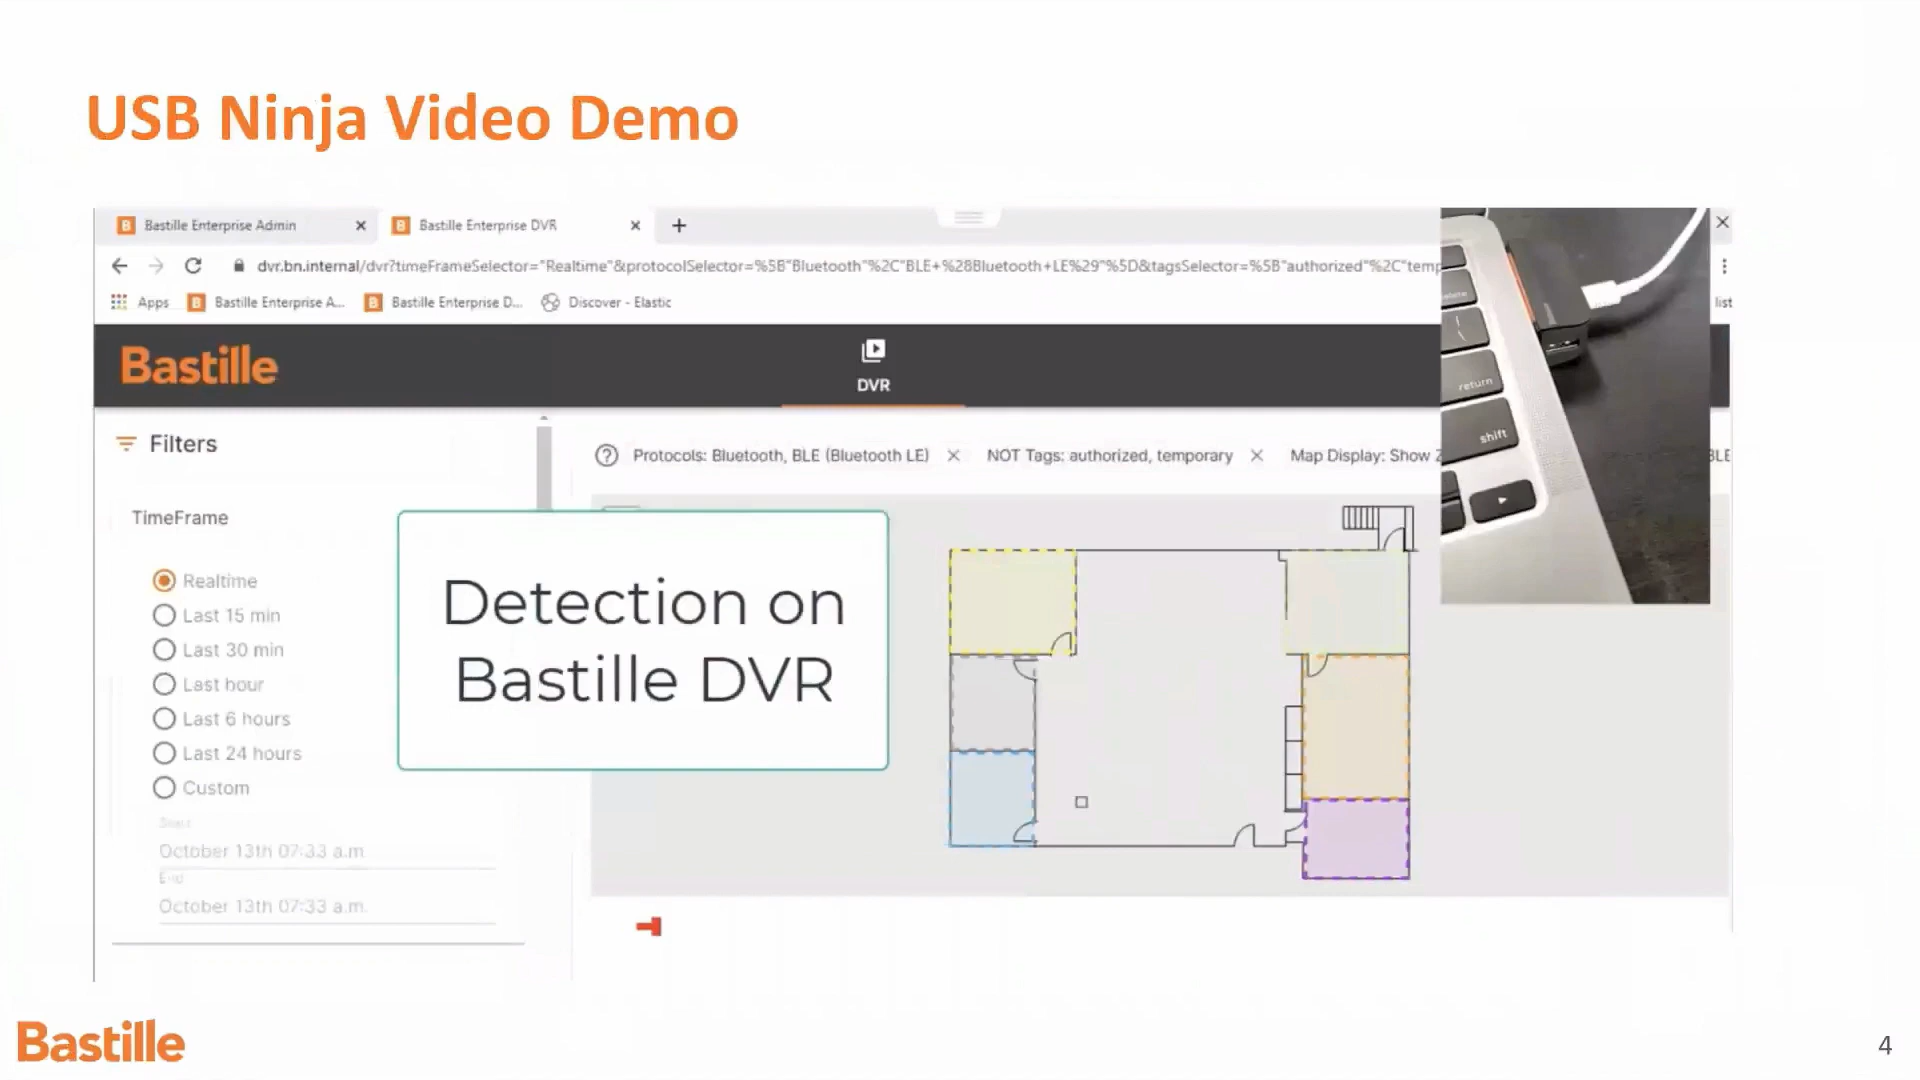 USB Ninja Video Demo
Bastille Enterprise Admin
Bastille Enterprise DVR
dvr.bn.internal/dvr?timeFrameSelector="Realtime"&protocolSelector=%5B"Bluetooth"%2C"BLE+%28Bluetooth+LE%29"%5D&tagsSelector=%5B"authorized"%2C"temp
Apps
Bastille Enterprise A...
Bastille Enterprise D...
Discover - Elastic
list
Bastille
DVR
Filters
Protocols: Bluetooth, BLE (Bluetooth LE)
NOT Tags: authorized, temporary
Map Display: Show Z
BLE
TimeFrame
Realtime
Last 15 min
Last 30 min
Last hour
Last 6 hours
Last 24 hours
Custom
Start
October 13th 07:33 a.m.
End
October 13th 07:33 a.m.
Detection on
Bastille DVR
return
shift
Bastille
4